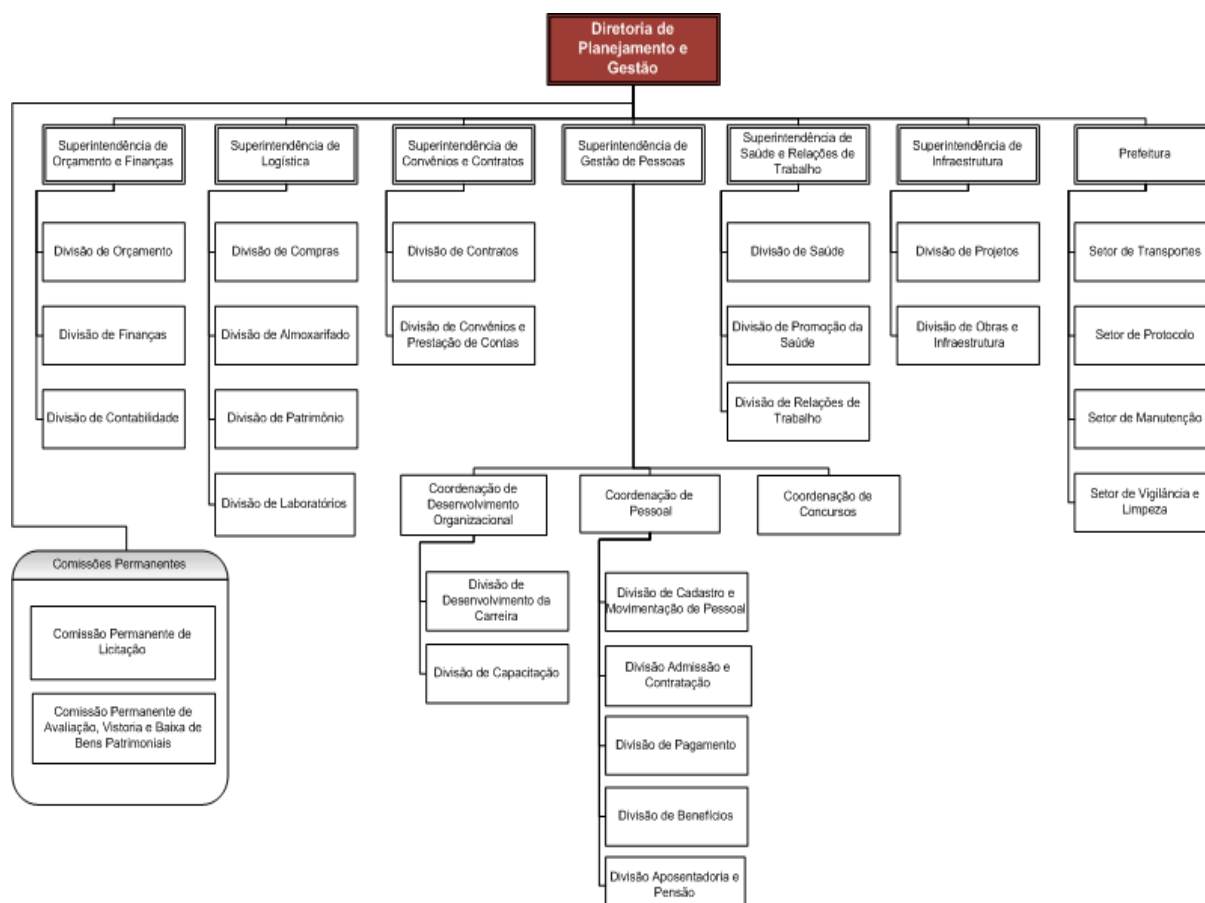 Diretoria de
Planejamento e
Gestão
Superintendência de
Orçamento e Finanças
Superintendência de
Logística
Superintendência de
Convênios e Contratos
Superintendência de
Gestão de Pessoas
Superintendência de
Saúde e Relações de
Trabalho
Superintendência de
Infraestrutura
Prefeitura
Divisão de Orçamento
Divisão de Finanças
Divisão de Contabilidade
Divisão de Compras
Divisão de Almoxarifado
Divisão de Patrimônio
Divisão de Laboratórios
Divisão de Contratos
Divisão de Convênios e
Prestação de Contas
Divisão de Saúde
Divisão de Promoção da
Saúde
Divisão de Relações de
Trabalho
Divisão de Projetos
Divisão de Obras e
Infraestrutura
Setor de Transportes
Setor de Protocolo
Setor de Manutenção
Setor de Vigilância e
Limpeza
Coordenação de
Desenvolvimento
Organizacional
Coordenação de
Pessoal
Coordenação de
Concursos
Divisão de
Desenvolvimento da
Carreira
Divisão de Capacitação
Divisão de Cadastro e
Movimentação de Pessoal
Divisão Admissão e
Contratação
Divisão de Pagamento
Divisão de Benefícios
Divisão Aposentadoria e
Pensão
Comissões Permanentes
Comissão Permanente de
Licitação
Comissão Permanente de
Avaliação, Vistoria e Baixa de
Bens Patrimoniais